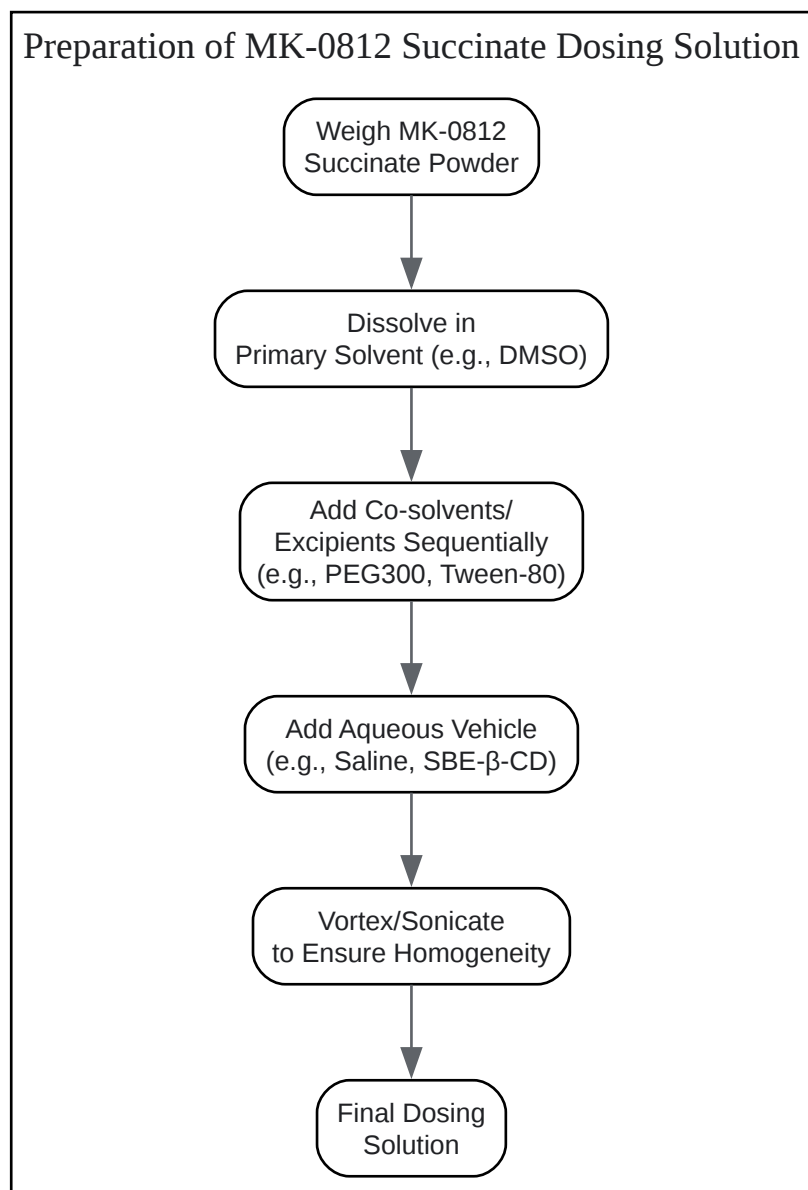 Preparation of MK-0812 Succinate Dosing Solution
Weigh MK-0812
Succinate Powder
Dissolve in
Primary Solvent (e.g., DMSO)
Add Co-solvents/
Excipients Sequentially
(e.g., PEG300, Tween-80)
Add Aqueous Vehicle
(e.g., Saline, SBE-β-CD)
Vortex/Sonicate
to Ensure Homogeneity
Final Dosing
Solution